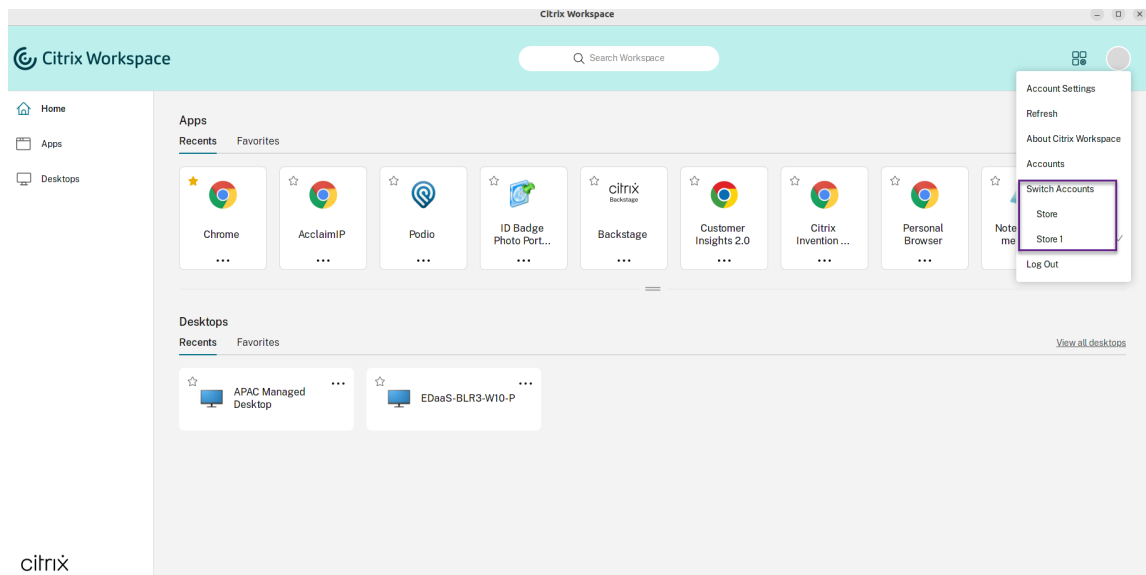 Citrix Workspace
Citrix Workspace
Search Workspace
Home
Apps
Desktops
Apps
Recents Favorites
Chrome
AcclaimIP
Podio
ID Badge
Photo Port...
citrix
Backstage
Backstage
Customer
Insights 2.0
Citrix
Invention ...
Personal
Browser
Note
me
Account Settings
Refresh
About Citrix Workspace
Accounts
Switch Accounts
Store
Store 1
Log Out
Desktops
Recents Favorites
View all desktops
APAC Managed
Desktop
EDaaS-BLR3-W10-P
citrix